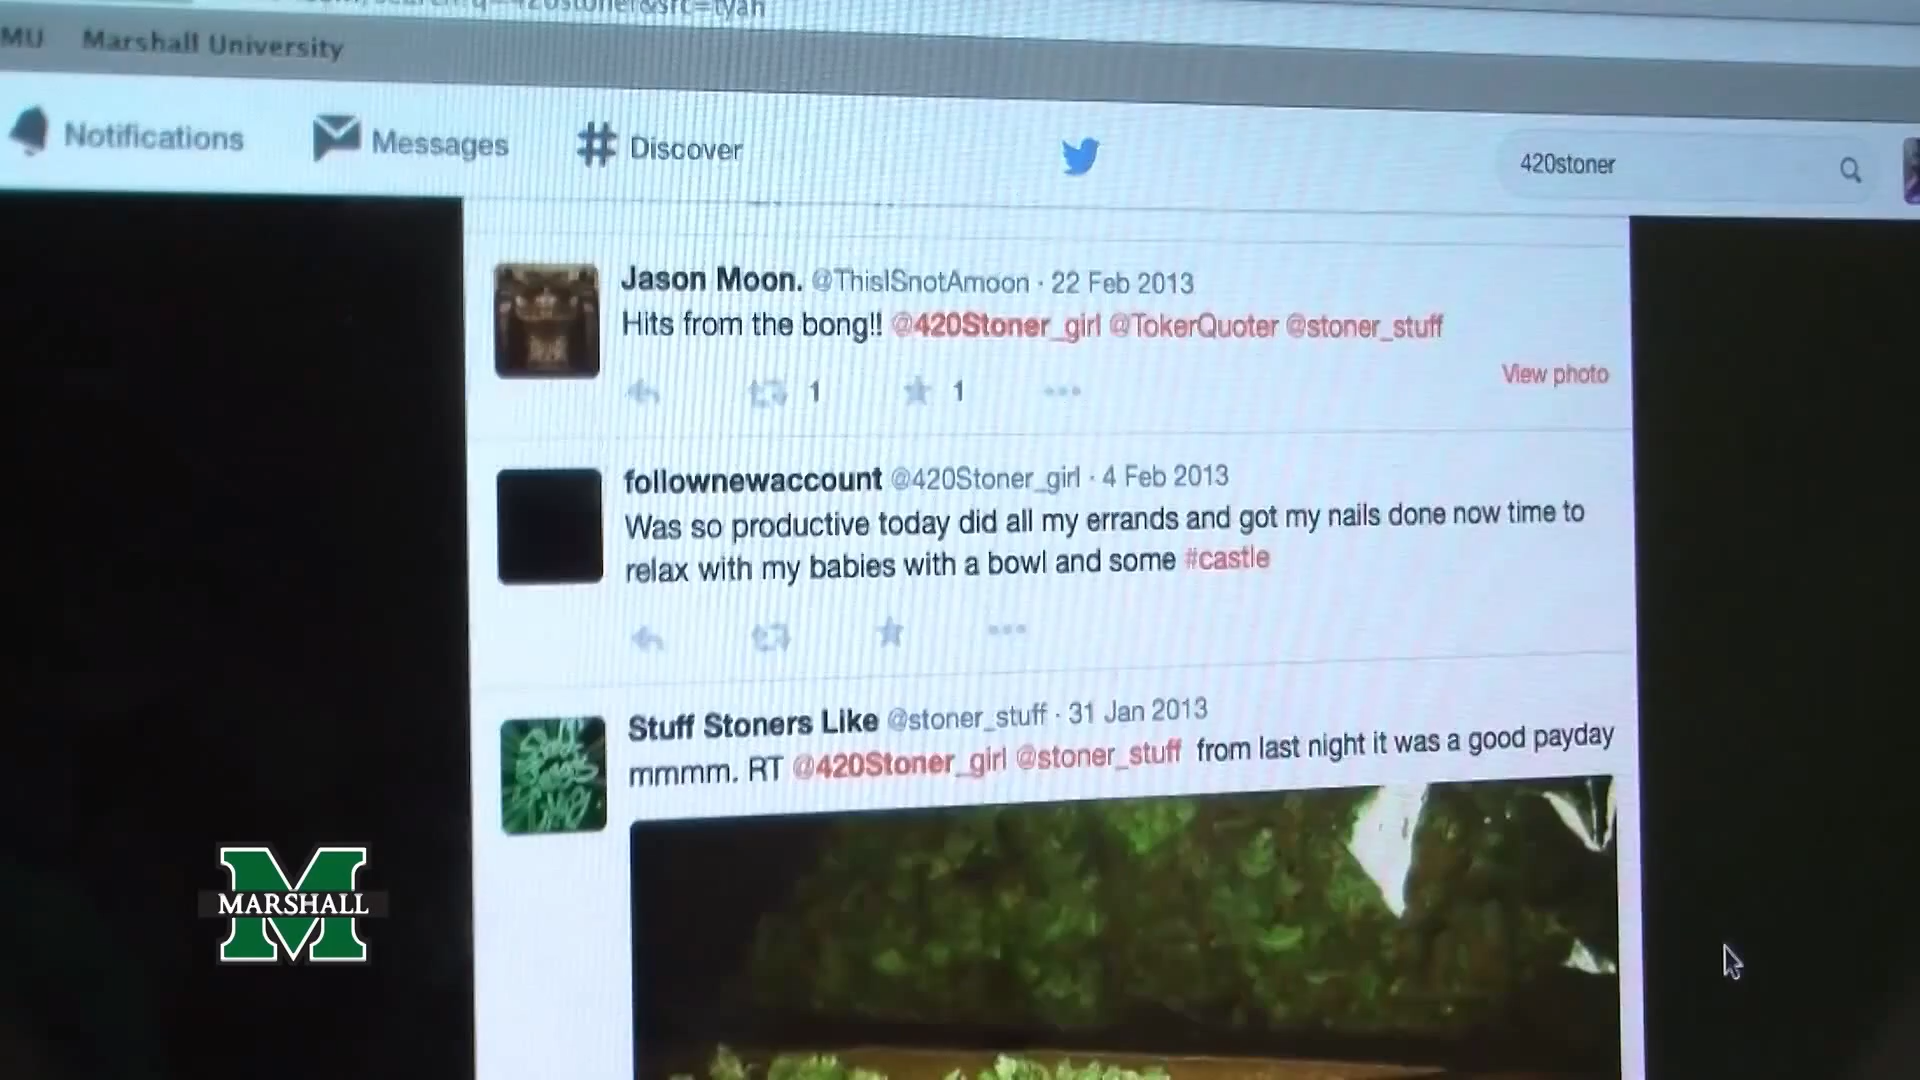 420stoner&src=tyah
MU Marshall University
Notifications Messages Discover 420stoner
Jason Moon. @ThisISnotAmoon · 22 Feb 2013
Hits from the bong!! @420Stoner_girl @TokerQuoter @stoner_stuff
View photo
1 1
follownewaccount @420Stoner_girl · 4 Feb 2013
Was so productive today did all my errands and got my nails done now time to
relax with my babies with a bowl and some #castle
Stuff Stoners Like @stoner_stuff · 31 Jan 2013
mmmm. RT @420Stoner_girl @stoner_stuff from last night it was a good payday
MARSHALL